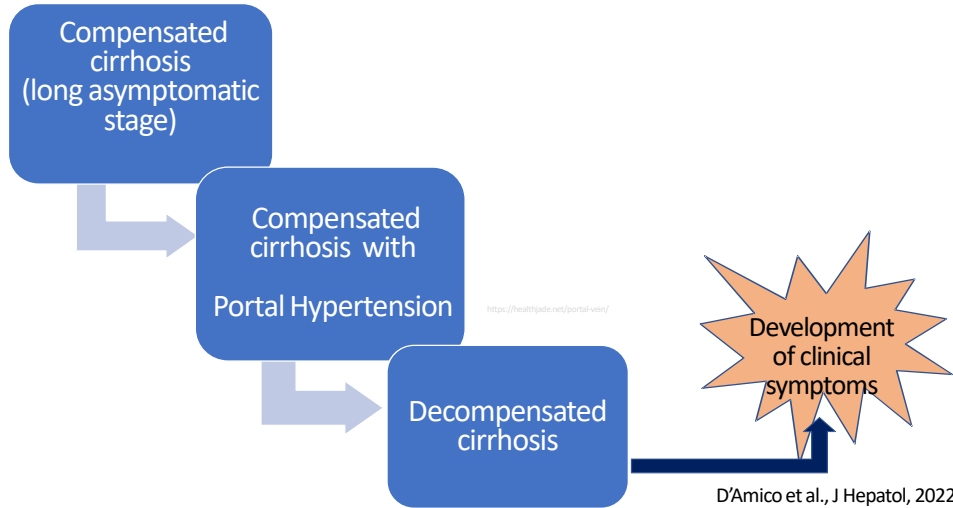 Compensated
cirrhosis
(long asymptomatic
stage)
Compensated
cirrhosis with
Portal Hypertension
https://healthjade.net/portal-vein/
Decompensated
cirrhosis
Development
of clinical
symptoms
D'Amico et al., J Hepatol, 2022